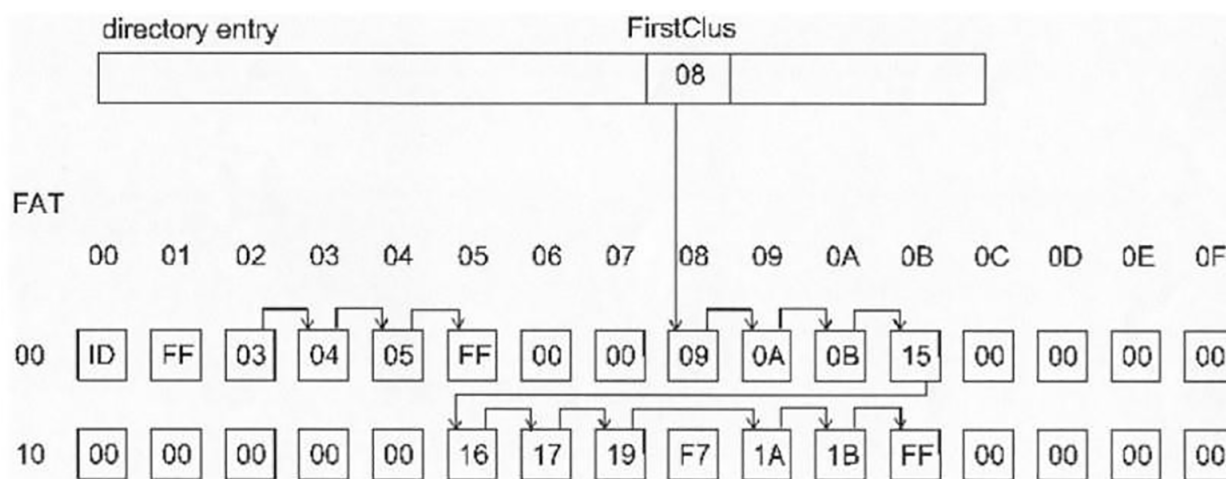 directory entry FirstClus
08
FAT
00 01 02 03 04 05 06 07 08 09 0A 0B 0C 0D 0E 0F
00 ID FF 03 04 05 FF 00 00 09 0A 0B 15 00 00 00 00
10 00 00 00 00 00 16 17 19 F7 1A 1B FF 00 00 00 00